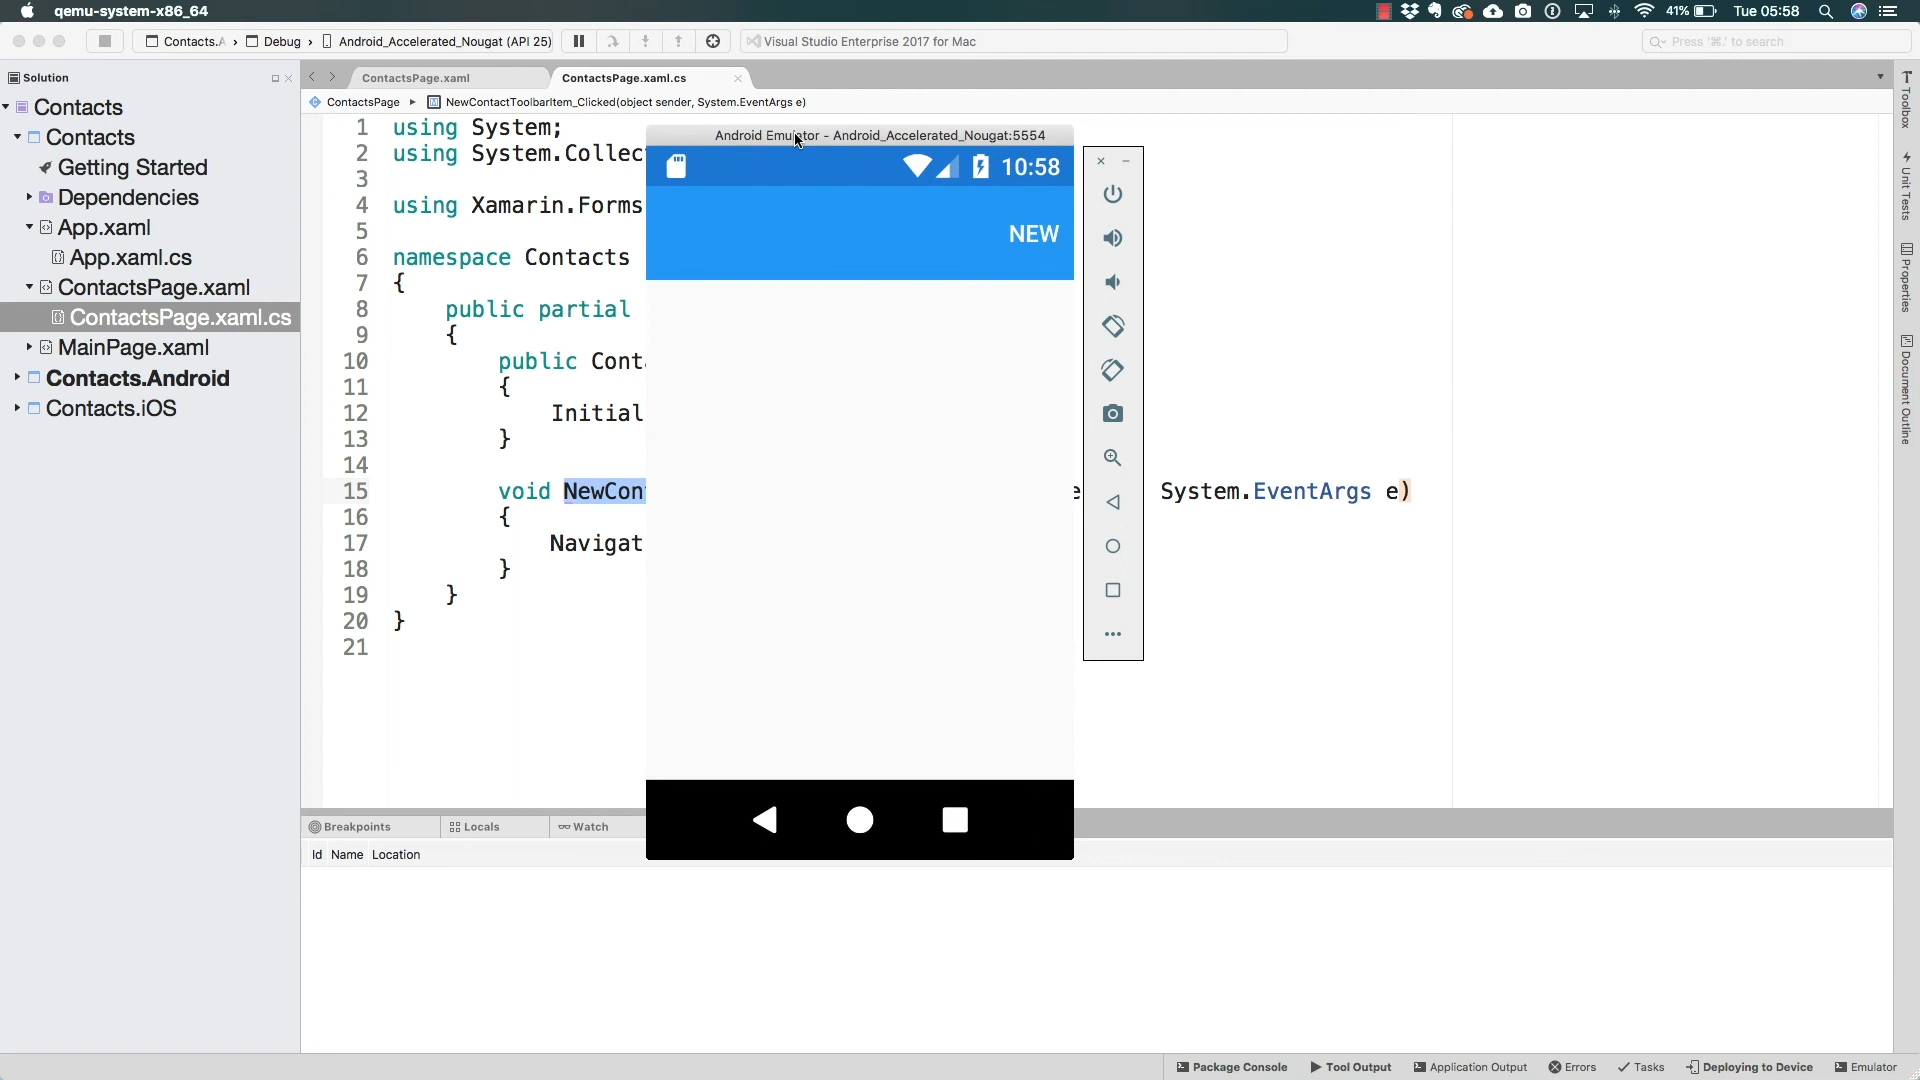 qemu-system-x86_64
41%
Tue 05:58
Contacts.A
Debug
Android_Accelerated_Nougat (API 25)
Visual Studio Enterprise 2017 for Mac
Press '⌘.' to search
Solution
ContactsPage.xaml
ContactsPage.xaml.cs
ContactsPage
NewContactToolbarItem_Clicked(object sender, System.EventArgs e)
Contacts
Contacts
Getting Started
Dependencies
App.xaml
App.xaml.cs
ContactsPage.xaml
ContactsPage.xaml.cs
MainPage.xaml
Contacts.Android
Contacts.iOS
1 using System;
2 using System.Collec
3
4 using Xamarin.Forms
5
6 namespace Contacts
7 {
8 public partial
9 {
10 public Cont
11 {
12 Initial
13 }
14
15 void NewCon e System.EventArgs e)
16 {
17 Navigat
18 }
19 }
20 }
21
Android Emulator - Android_Accelerated_Nougat:5554
10:58
NEW
Toolbox
Unit Tests
Properties
Document Outline
Breakpoints
Locals
Watch
Id Name Location
Package Console
Tool Output
Application Output
Errors
Tasks
Deploying to Device
Emulator